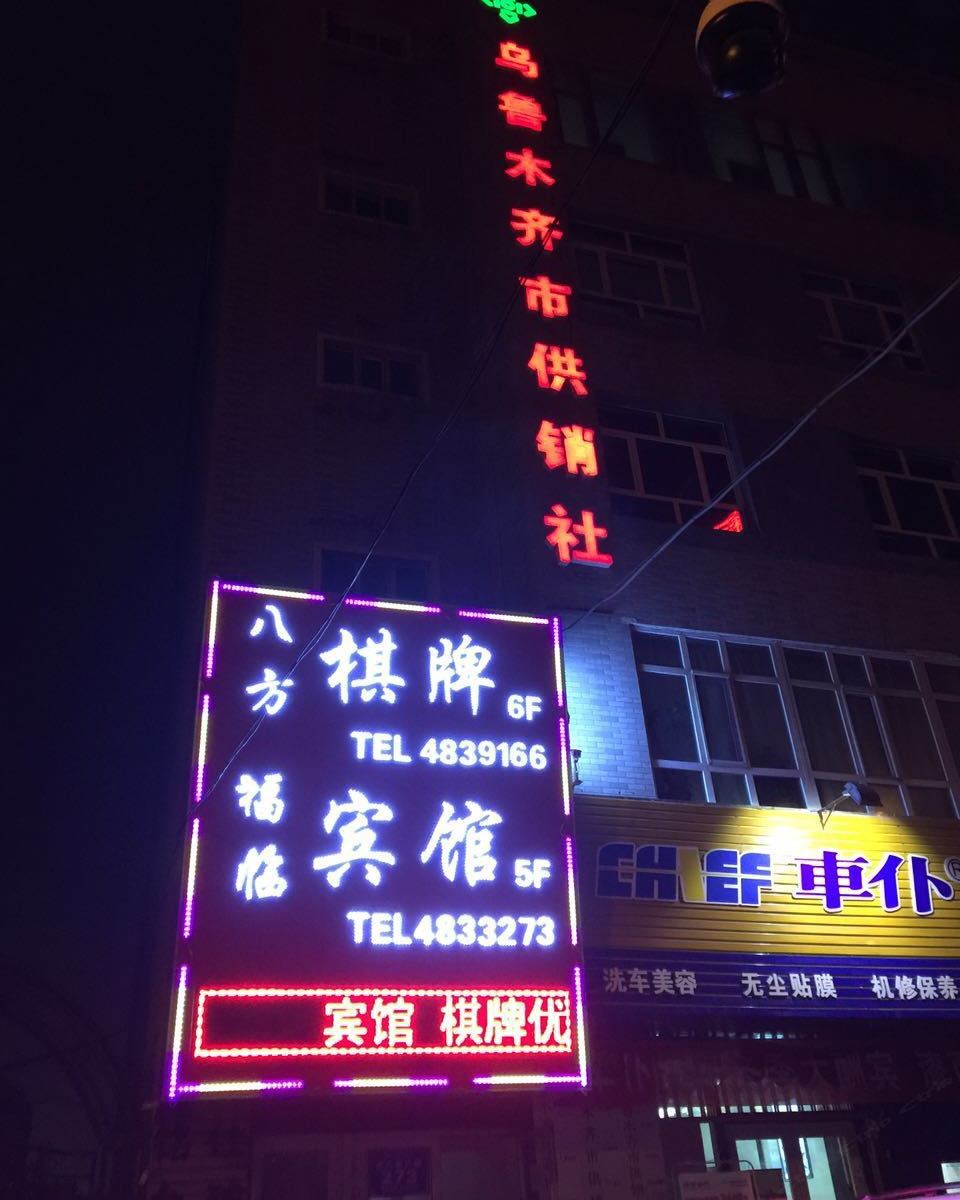 乌鲁木齐市供销社
八方 棋牌 6F
TEL 4839166
福临 宾馆 5F
TEL4833273
宾馆 棋牌优
CHEF 车仆®
洗车美容 无尘贴膜 机修保养